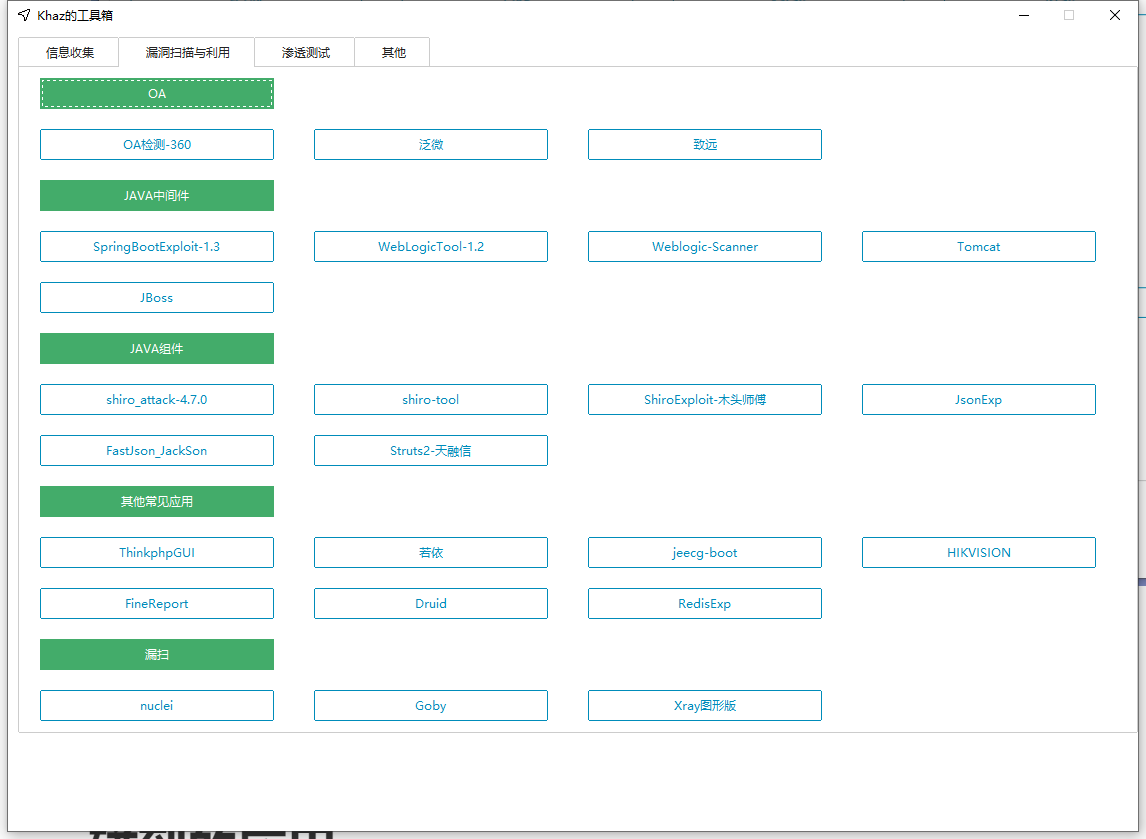 Khaz的工具箱
信息收集 漏洞扫描与利用 渗透测试 其他
OA
OA检测-360 泛微 致远
JAVA中间件
SpringBootExploit-1.3 WebLogicTool-1.2 Weblogic-Scanner Tomcat
JBoss
JAVA组件
shiro_attack-4.7.0 shiro-tool ShiroExploit-木头师傅 JsonExp
FastJson_JackSon Struts2-天融信
其他常见应用
ThinkphpGUI 若依 jeecg-boot HIKVISION
FineReport Druid RedisExp
漏扫
nuclei Goby Xray图形版